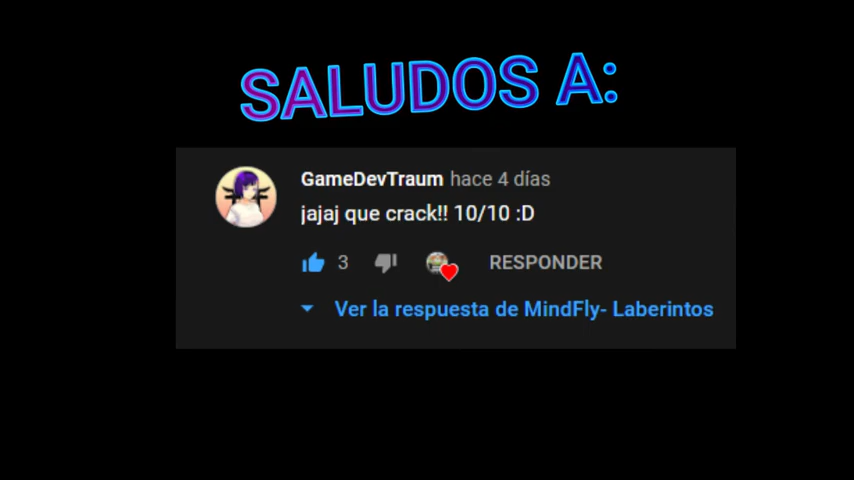 SALUDOS A:
GameDevTraum hace 4 días
jajaj que crack!! 10/10 :D
3 RESPONDER
Ver la respuesta de MindFly- Laberintos